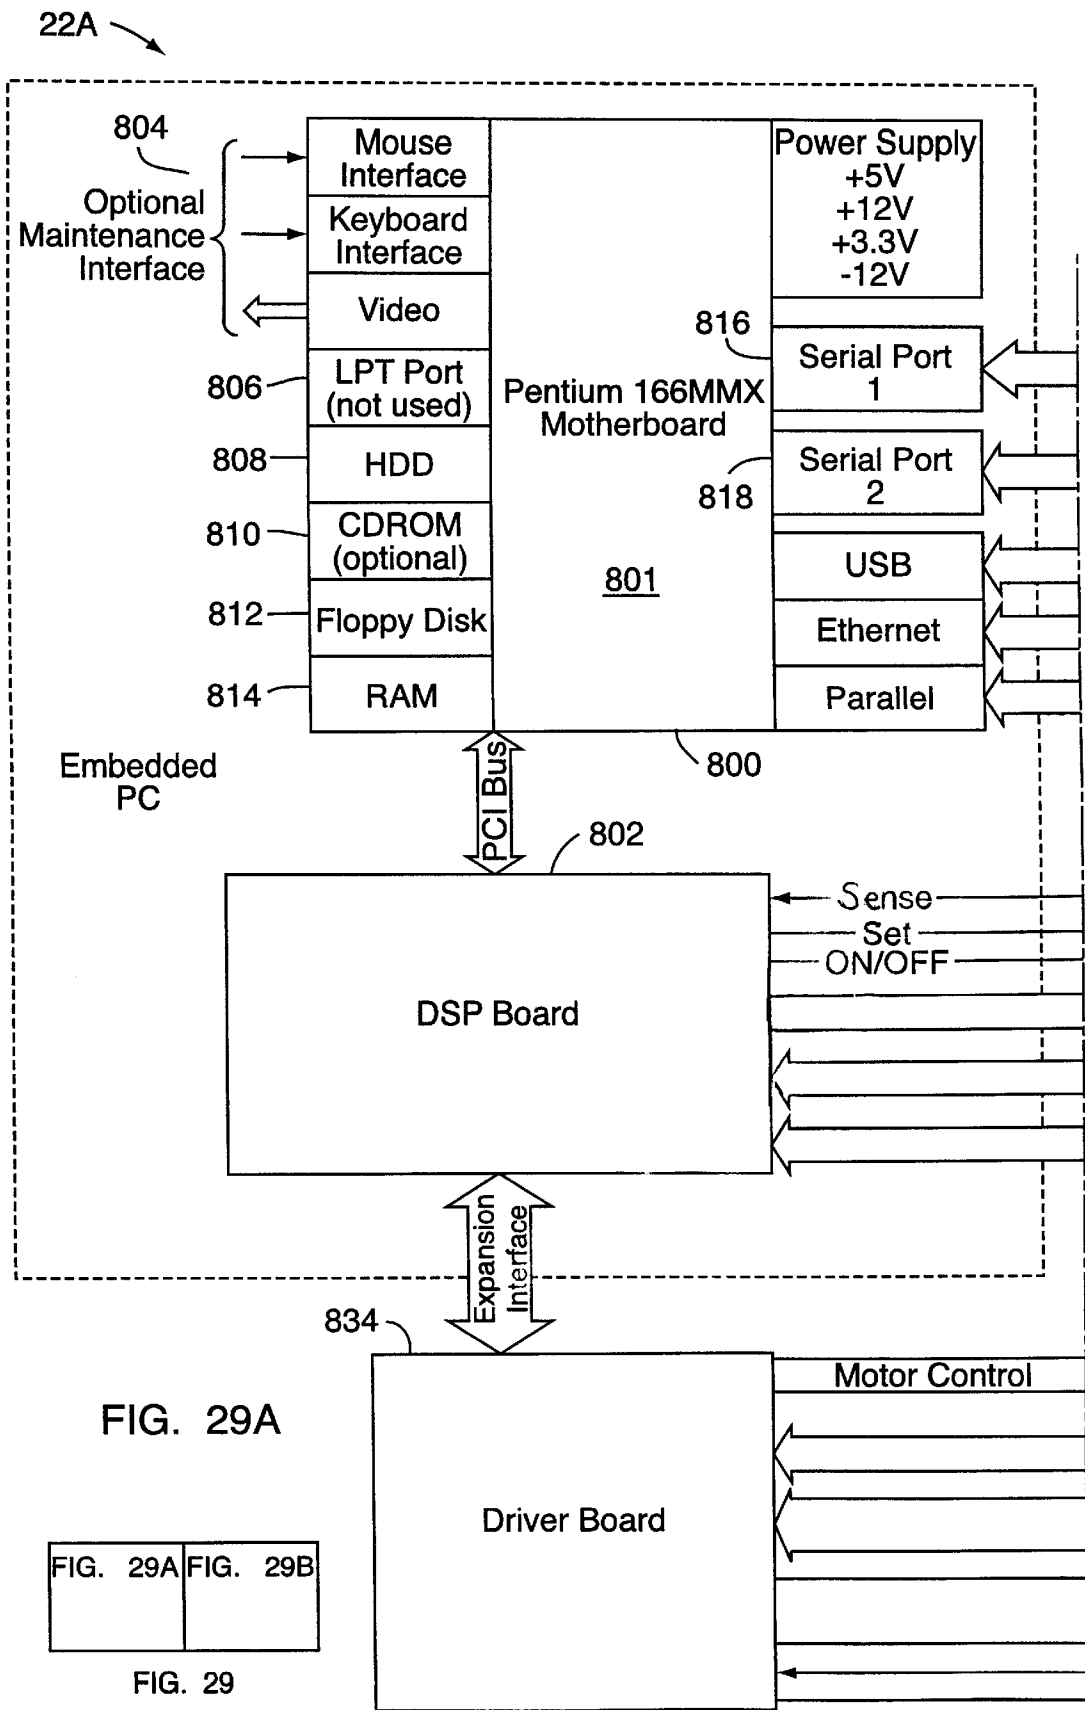 22A
804
Optional
Maintenance
Interface
Mouse
Interface
Keyboard
Interface
Video
806
LPT Port
(not used)
808
HDD
810
CDROM
(optional)
812
Floppy Disk
814
RAM
Pentium 166MMX
Motherboard
801
Power Supply
+5V
+12V
+3.3V
-12V
816
Serial Port
1
818
Serial Port
2
USB
Ethernet
Parallel
800
Embedded
PC
PCI Bus
802
DSP Board
Sense
Set
ON/OFF
Expansion
Interface
834
Driver Board
Motor Control
FIG. 29A
FIG. 29A
FIG. 29B
FIG. 29